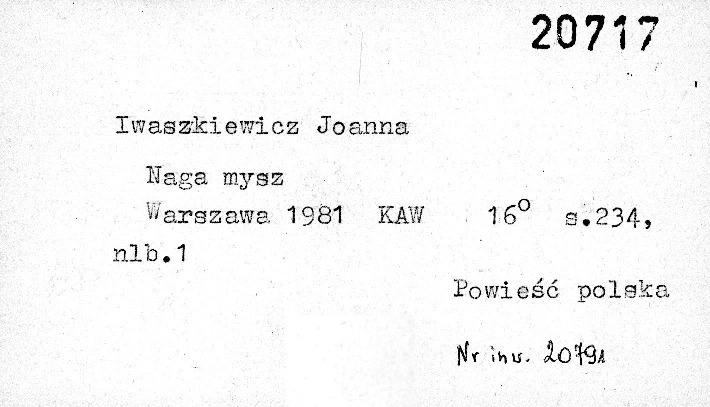 20717
Iwaszkiewicz Joanna
Naga mysz
Warszawa 1981 KAW 16° s.234,
nlb.1
Powieść polska
Nr inw. 20791